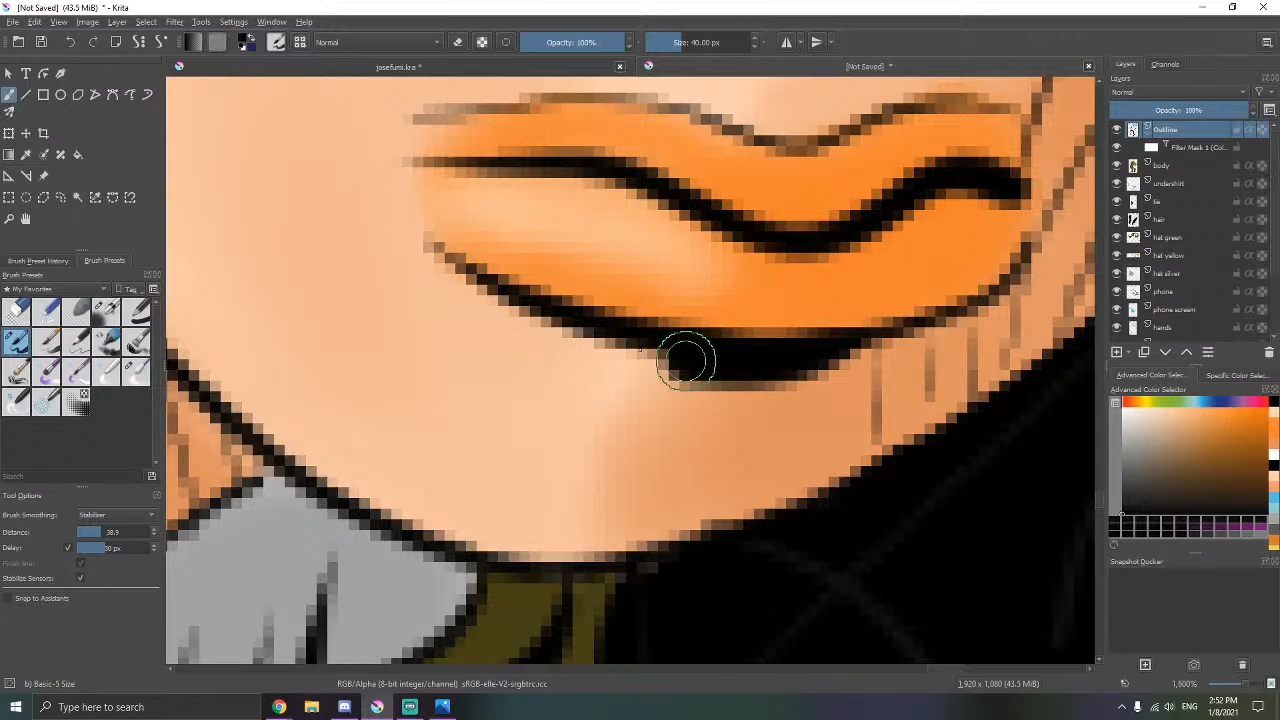 [Not Saved] (43.5 MiB) * - Krita
File Edit View Image Layer Select Filter Tools Settings Window Help
Normal Opacity: 100% Size: 40.00 px
josefumi.kra * [Not Saved] *
Layers Channels
Layers
Normal
Opacity: 100%
Outline
Filter Mask 1 (Col...
body
undershirt
tie
hair
hat green
hat yellow
hat silver
phone
phone screem
hands
Brush Preset History Brush Presets
Brush Presets
My Favorites Tag
Search
Tool Options
Brush Smoothing: Stabilizer
Distance: 38.9
Delay: 30 px
Finish line:
Stabilize Sensors
Snap to Assistants
Advanced Color Selec... Specific Color Selec...
Advanced Color Selector
Snapshot Docker
b) Basic-5 Size
RGB/Alpha (8-bit integer/channel) sRGB-elle-V2-srgbtrc.icc
1,920 x 1,080 (43.5 MiB)
1,600%
Type here to search
ENG
2:52 PM
1/8/2021